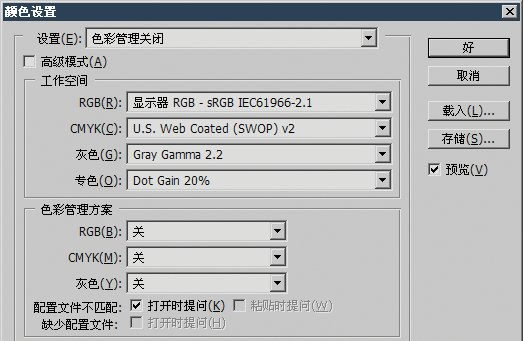 颜色设置
设置(E): 色彩管理关闭
好
高级模式(A)
取消
工作空间
RGB(R): 显示器 RGB - sRGB IEC61966-2.1
载入(L)...
CMYK(C): U.S. Web Coated (SWOP) v2
存储(S)...
灰色(G): Gray Gamma 2.2
预览(V)
专色(O): Dot Gain 20%
色彩管理方案
RGB(B): 关
CMYK(M): 关
灰色(Y): 关
配置文件不匹配: 打开时提问(K) 粘贴时提问(W)
缺少配置文件: 打开时提问(H)